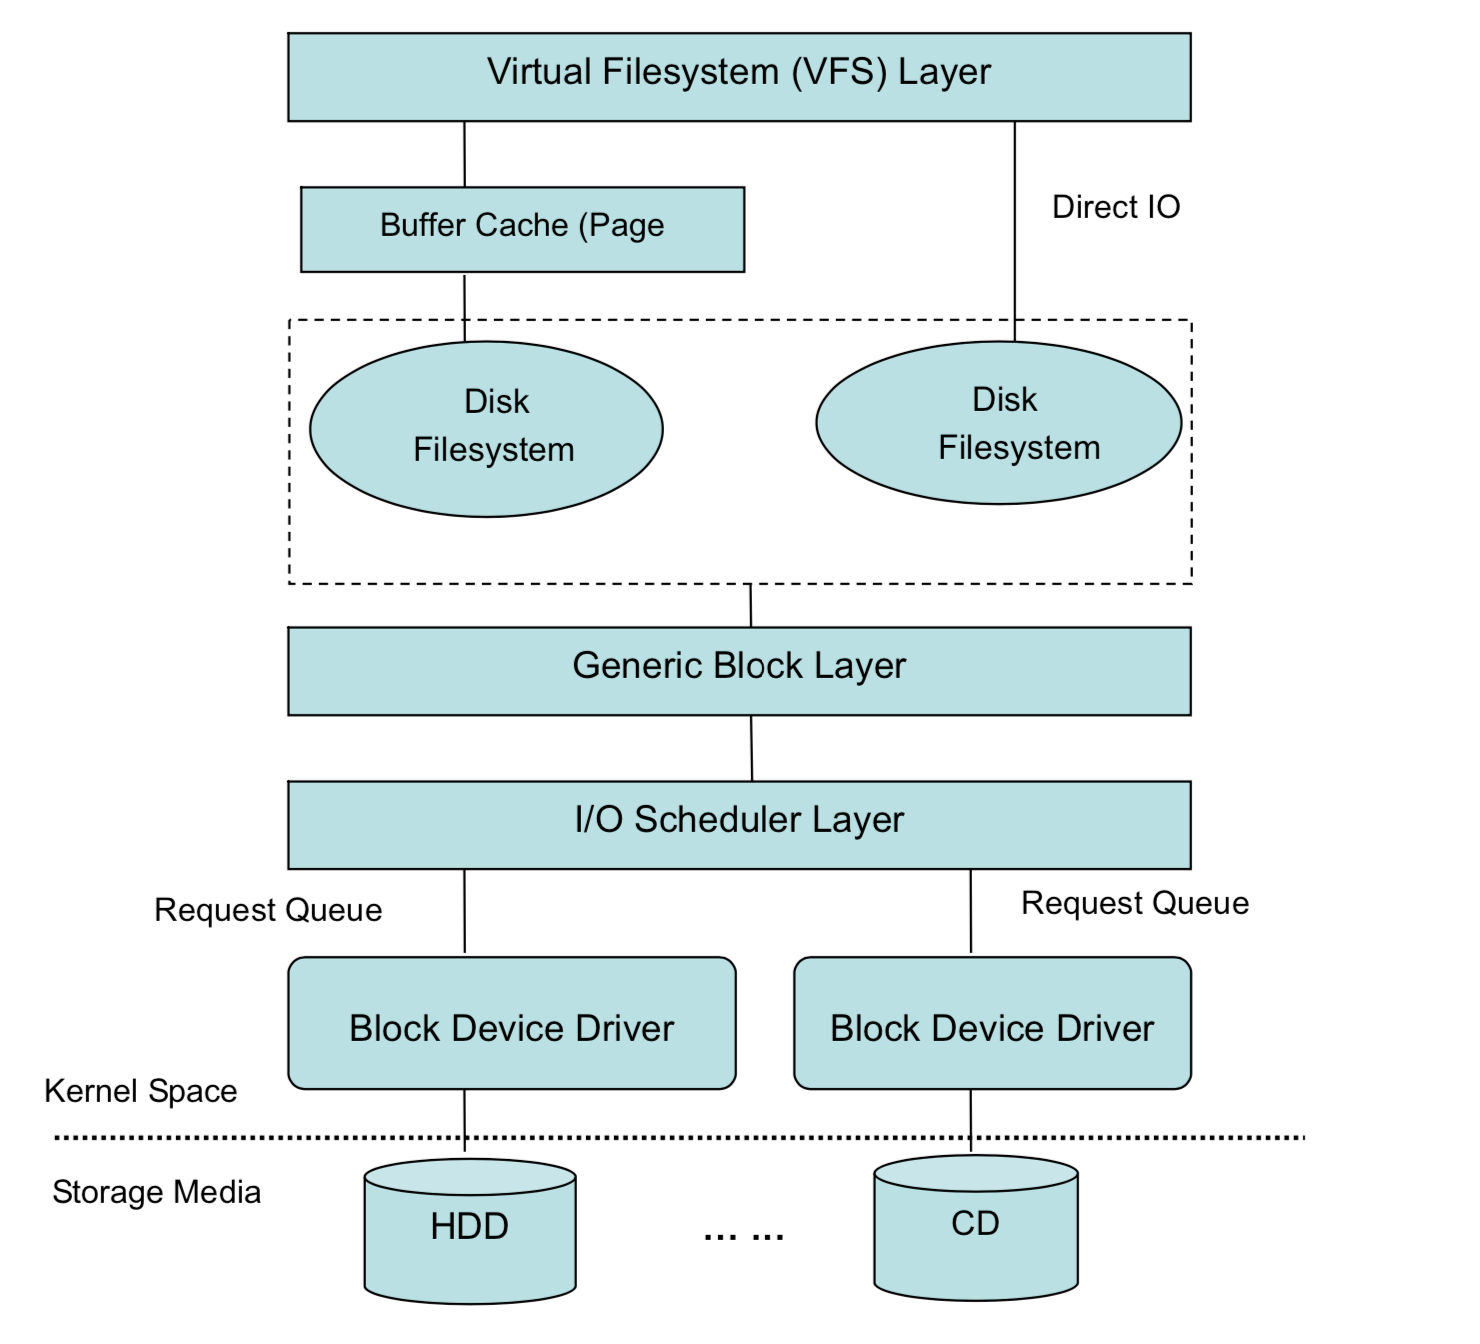 Virtual Filesystem (VFS) Layer
Buffer Cache (Page
Direct IO
Disk
Filesystem
Disk
Filesystem
Generic Block Layer
I/O Scheduler Layer
Request Queue
Request Queue
Block Device Driver
Block Device Driver
Kernel Space
Storage Media
HDD
... ...
CD